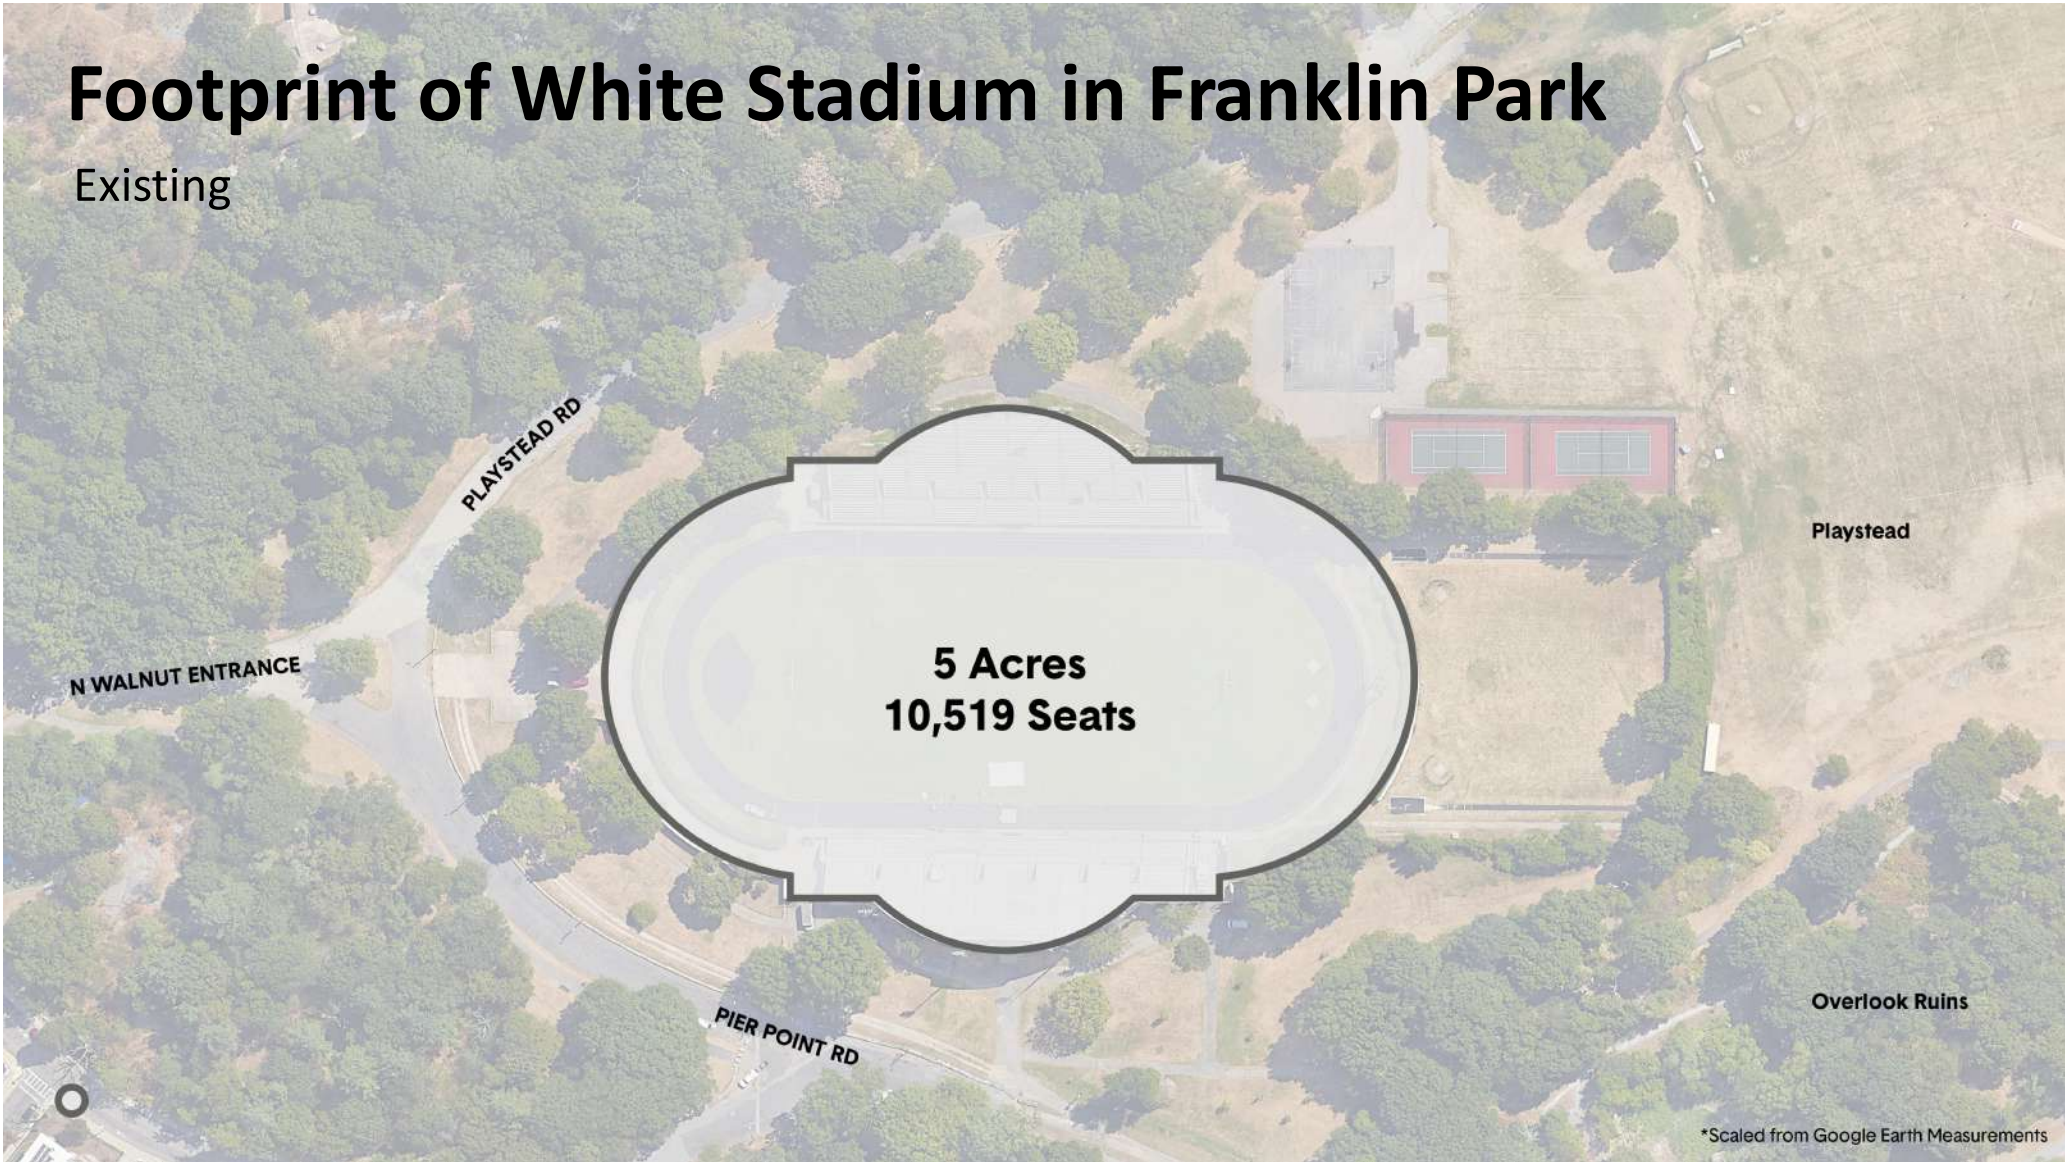 Footprint of White Stadium in Franklin Park
Existing
PLAYSTEAD RD
Playstead
5 Acres
10,519 Seats
N WALNUT ENTRANCE
PIER POINT RD
Overlook Ruins
*Scaled from Google Earth Measurements